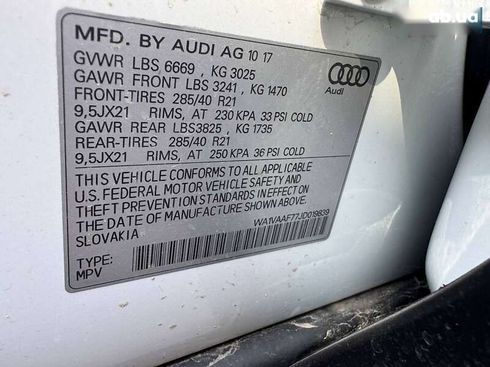 ab.ua
MFD. BY AUDI AG 10 17
GVWR LBS 6669 , KG 3025
GAWR FRONT LBS 3241, KG 1470
FRONT-TIRES 285/40 R21
9,5JX21 RIMS, AT 230 KPA 33 PSI COLD
GAWR REAR LBS3825, KG 1735
REAR-TIRES 285/40 R21
9,5JX21 RIMS, AT 250 KPA 36 PSI COLD
Audi
THIS VEHICLE CONFORMS TO ALL APPLICABLE
U.S. FEDERAL MOTOR VEHICLE SAFETY AND
THEFT PREVENTION STANDARDS IN EFFECT ON
THE DATE OF MANUFACTURE SHOWN ABOVE
SLOVAKIA
WA1VAAF77JD019839
TYPE:
MPV